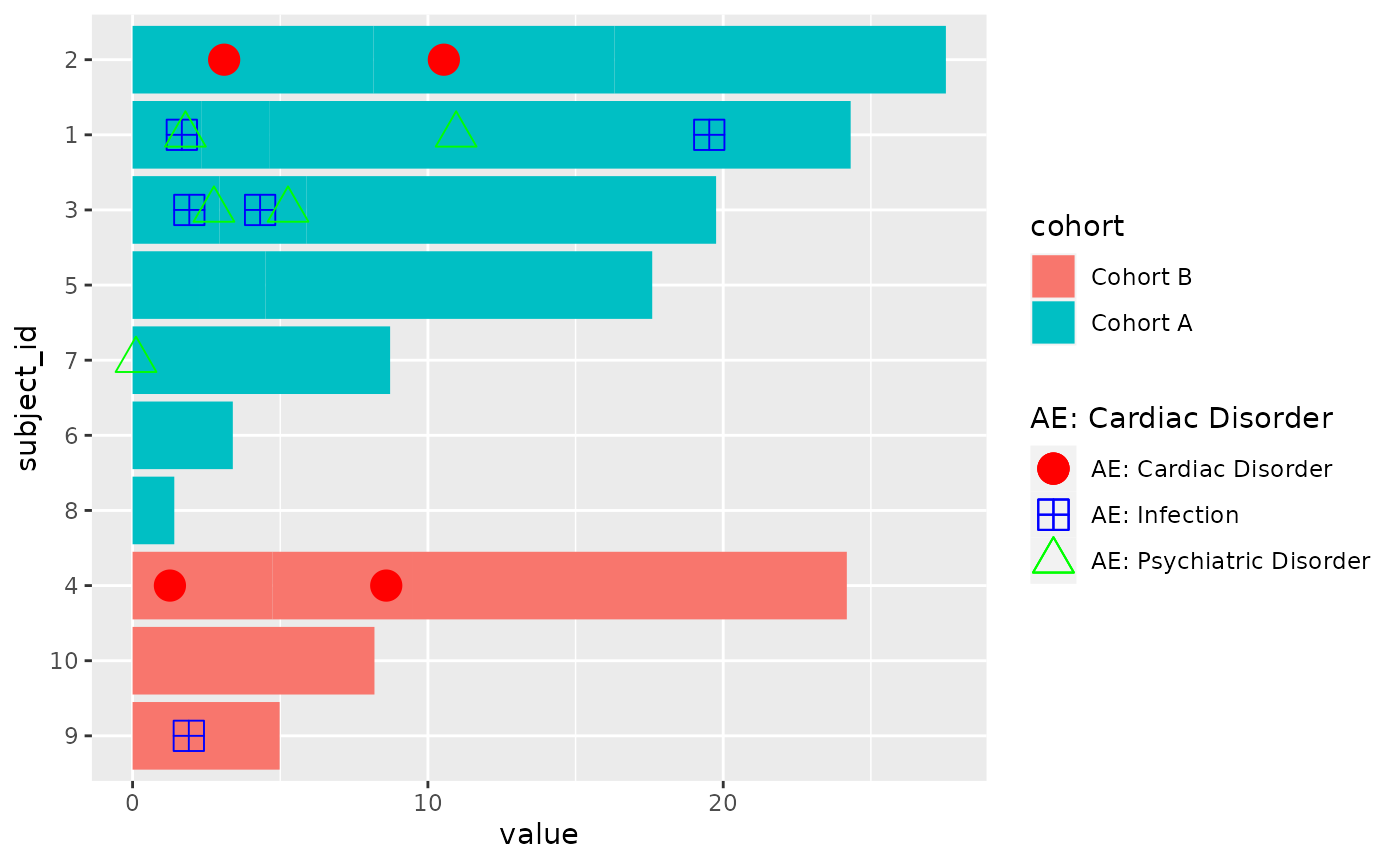 2
1
3
5
7
6
8
4
10
9
subject_id
0
10
20
value
cohort
Cohort B
Cohort A
AE: Cardiac Disorder
AE: Cardiac Disorder
AE: Infection
AE: Psychiatric Disorder